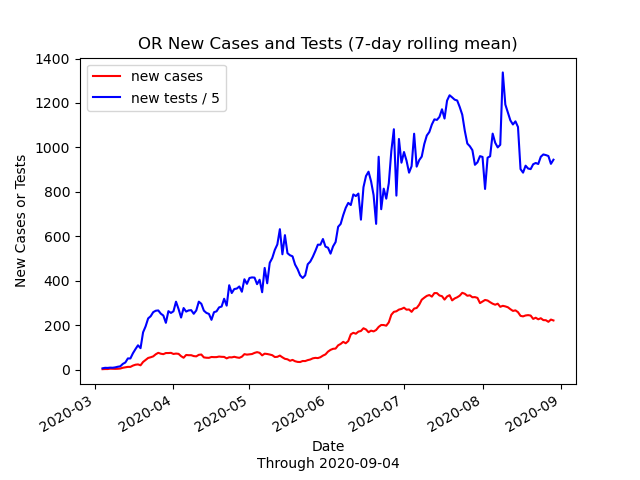 OR New Cases and Tests (7-day rolling mean)
new cases
new tests / 5
New Cases or Tests
1400
1200
1000
800
600
400
200
0
2020-03
2020-04
2020-05
2020-06
2020-07
2020-08
2020-09
Date
Through 2020-09-04